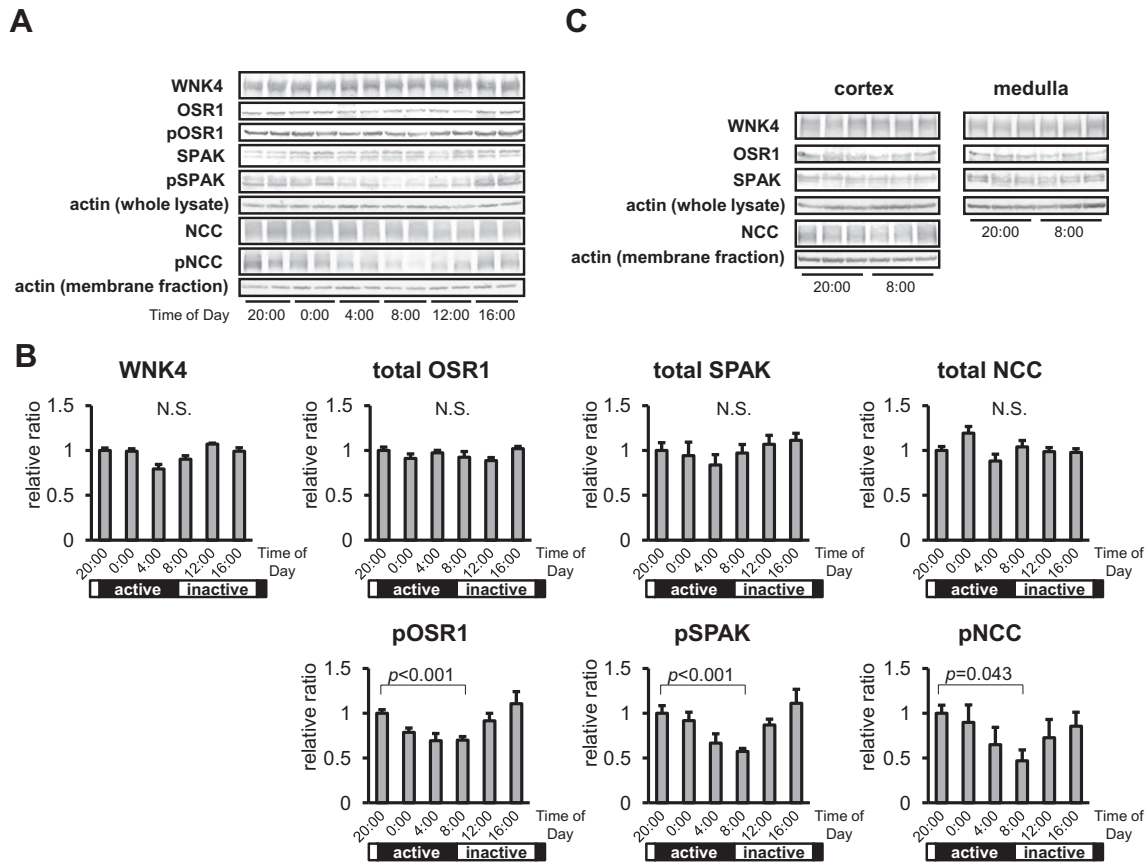 A
WNK4
OSR1
pOSR1
SPAK
pSPAK
actin (whole lysate)
NCC
pNCC
actin (membrane fraction)
Time of Day 20:00 0:00 4:00 8:00 12:00 16:00
C
cortex medulla
WNK4
OSR1
SPAK
actin (whole lysate)
20:00 8:00
NCC
actin (membrane fraction)
20:00 8:00
B
WNK4
N.S.
relative ratio
1.5
1
0.5
0
20:00 0:00 4:00 8:00 12:00 16:00
Time of
Day
active inactive
total OSR1
N.S.
relative ratio
1.5
1
0.5
0
20:00 0:00 4:00 8:00 12:00 16:00
Time of
Day
active inactive
total SPAK
N.S.
relative ratio
1.5
1
0.5
0
20:00 0:00 4:00 8:00 12:00 16:00
Time of
Day
active inactive
total NCC
N.S.
relative ratio
1.5
1
0.5
0
20:00 0:00 4:00 8:00 12:00 16:00
Time of
Day
active inactive
pOSR1
p<0.001
relative ratio
1.5
1
0.5
0
20:00 0:00 4:00 8:00 12:00 16:00
Time of
Day
active inactive
pSPAK
p<0.001
relative ratio
1.5
1
0.5
0
20:00 0:00 4:00 8:00 12:00 16:00
Time of
Day
active inactive
pNCC
p=0.043
relative ratio
1.5
1
0.5
0
20:00 0:00 4:00 8:00 12:00 16:00
Time of
Day
active inactive